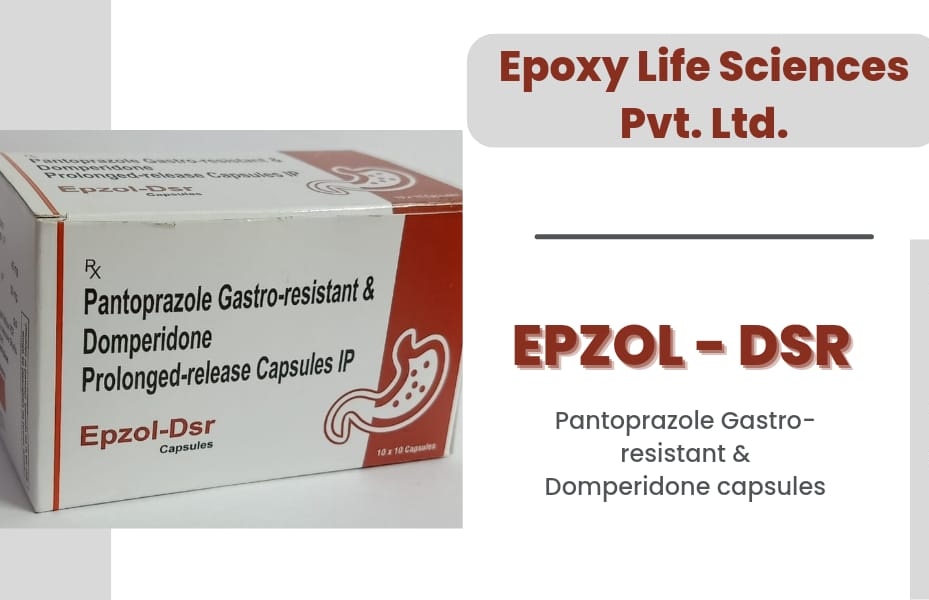 Epoxy Life Sciences
Pvt. Ltd.
Pantoprazole Gastro-resistant &
Domperidone
Prolonged-release Capsules IP
Epzol-Dsr
Capsules
Rx
Pantoprazole Gastro-resistant &
Domperidone
Prolonged-release Capsules IP
Epzol-Dsr
Capsules
10 x 10 Capsules
EPZOL - DSR
Pantoprazole Gastro-
resistant &
Domperidone capsules